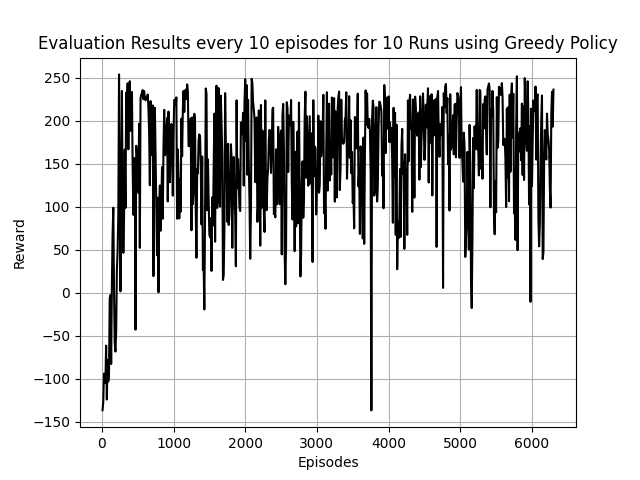 Evaluation Results every 10 episodes for 10 Runs using Greedy Policy
250
200
150
100
50
0
−50
−100
−150
Reward
0 1000 2000 3000 4000 5000 6000
Episodes